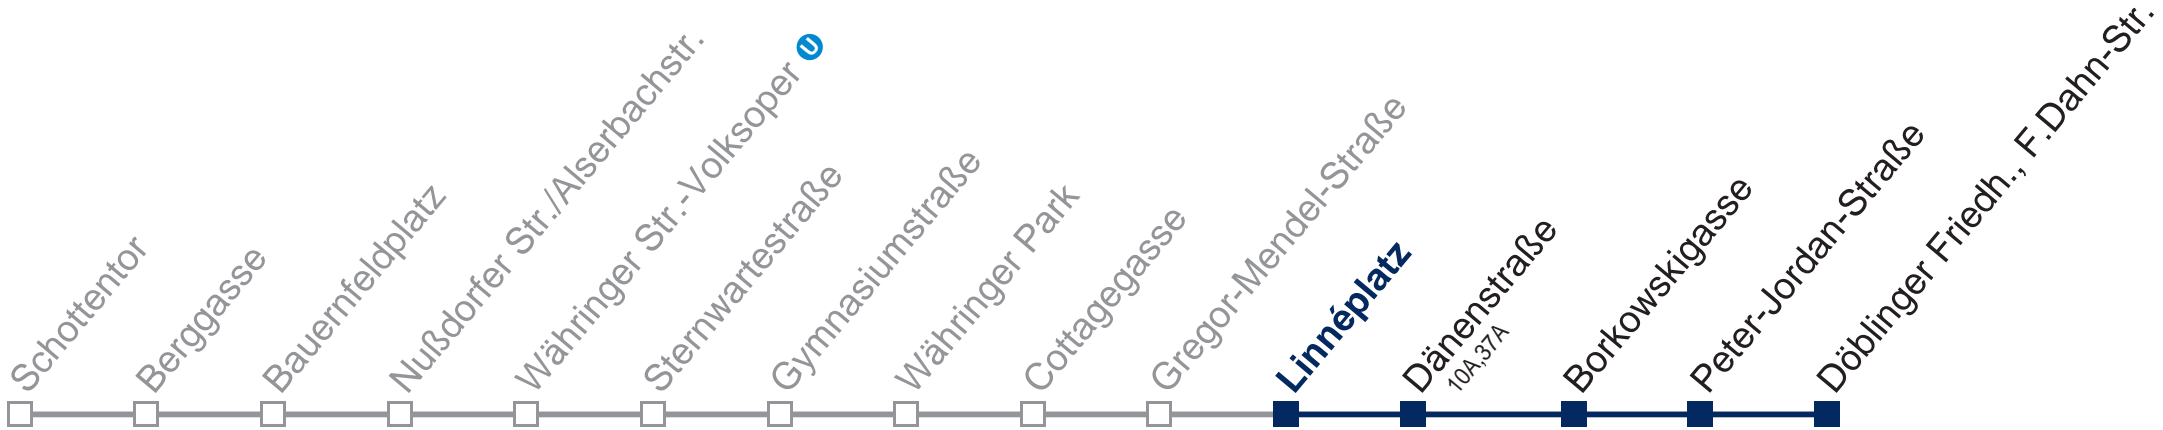 Schottentor
Berggasse
Bauernfeldplatz
Nußdorfer Str./Alserbachstr.
Währinger Str.-Volksoper U
Sternwartestraße
Gymnasiumstraße
Währinger Park
Cottagegasse
Gregor-Mendel-Straße
Linnéplatz
Dänenstraße
10A,37A
Borkowskigasse
Peter-Jordan-Straße
Döblinger Friedh., F.Dahn-Str.